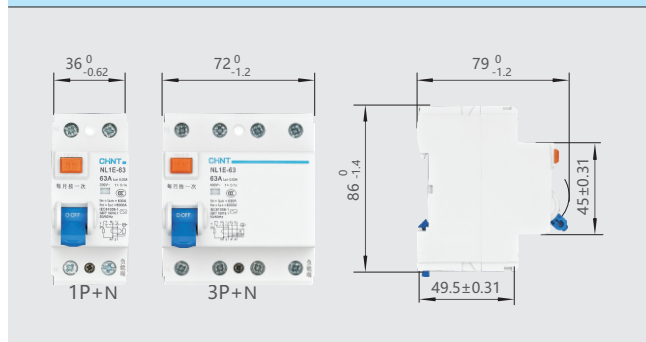 36 0 -0.62
72 0 -1.2
79 0 -1.2
CHNT
NL1E-63
63A
每月按一次
O OFF
CHNT
NL1E-63
63A
每月按一次
O OFF
86 0 -1.4
45±0.31
49.5±0.31
1P+N
3P+N